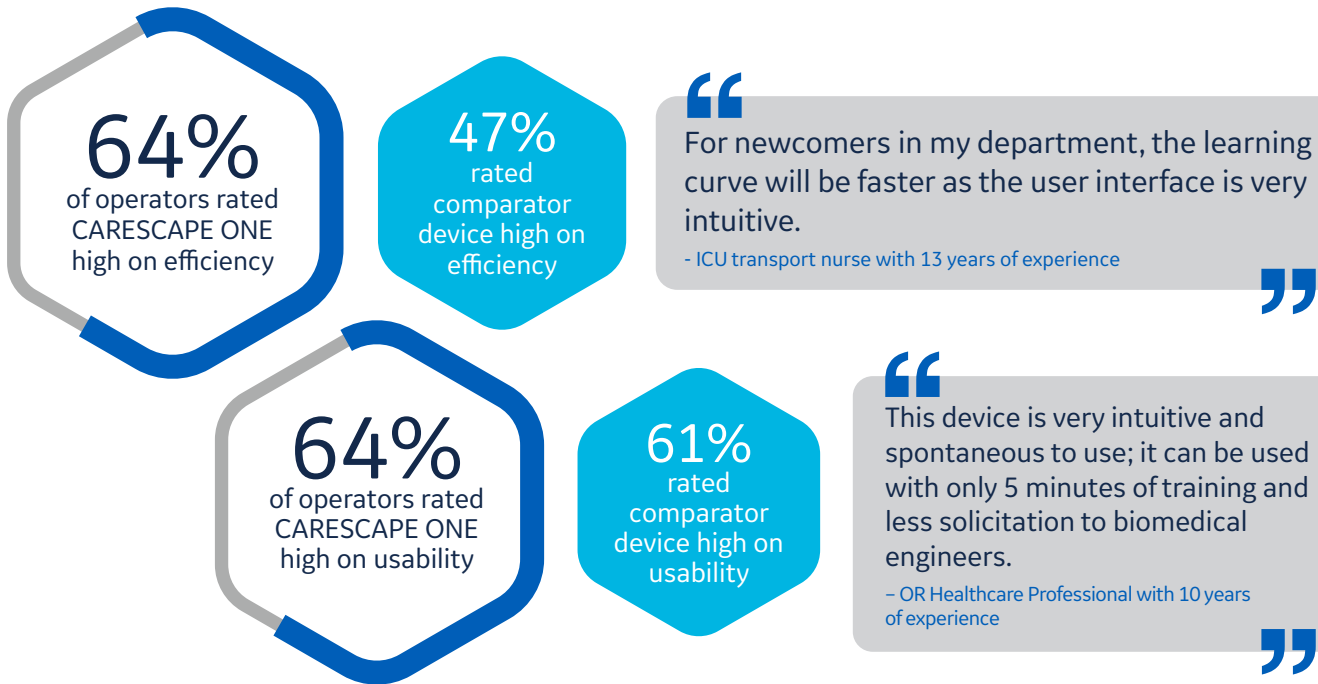 64%
of operators rated
CARESCAPE ONE
high on efficiency
47%
rated
comparator
device high on
efficiency
“
For newcomers in my department, the learning
curve will be faster as the user interface is very
intuitive.
- ICU transport nurse with 13 years of experience
”
64%
of operators rated
CARESCAPE ONE
high on usability
61%
rated
comparator
device high on
usability
“
This device is very intuitive and
spontaneous to use; it can be used
with only 5 minutes of training and
less solicitation to biomedical
engineers.
– OR Healthcare Professional with 10 years
of experience
”